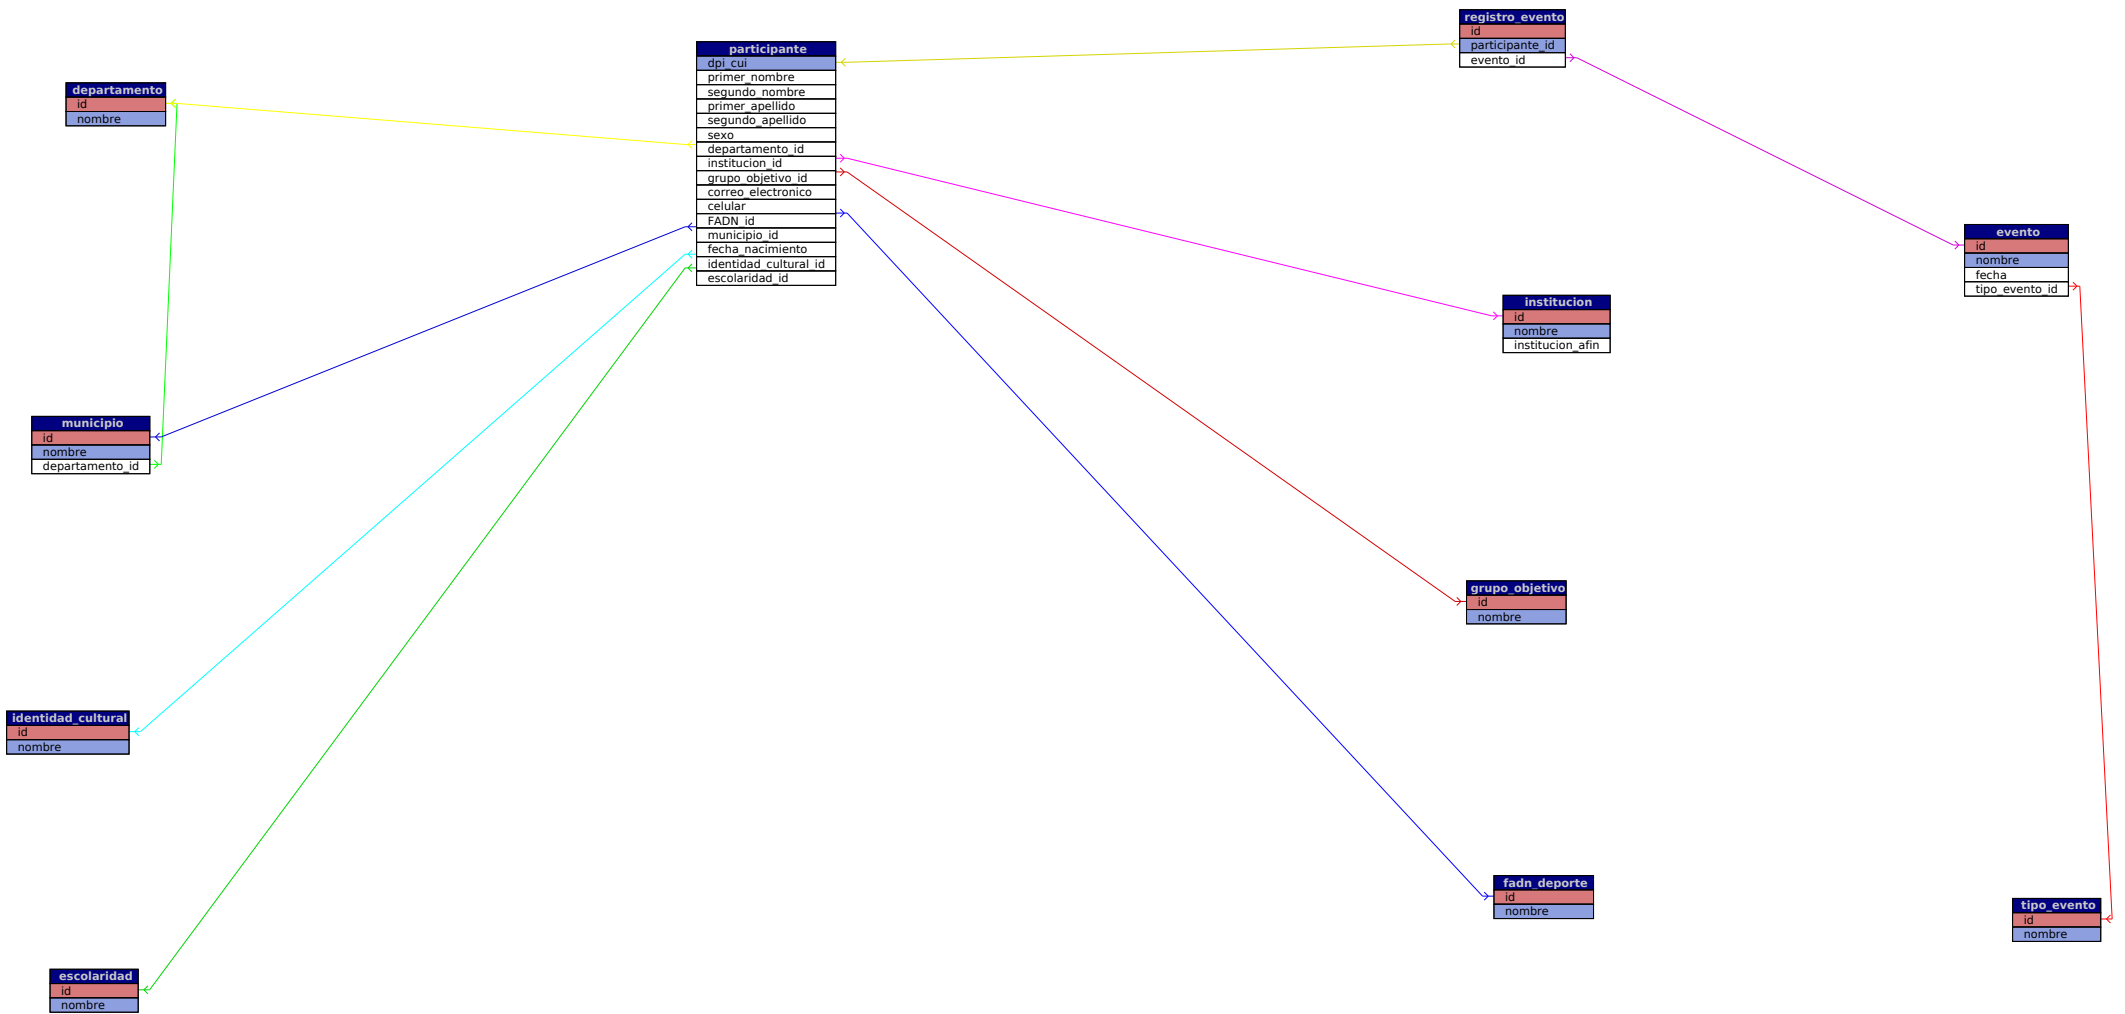 registro_evento
id
participante_id
evento_id
participante
dpi_cui
primer_nombre
segundo_nombre
primer_apellido
segundo_apellido
sexo
departamento_id
institucion_id
grupo_objetivo_id
correo_electronico
celular
FADN_id
municipio_id
fecha_nacimiento
identidad_cultural_id
escolaridad_id
departamento
id
nombre
evento
id
nombre
fecha
tipo_evento_id
institucion
id
nombre
institucion_afin
municipio
id
nombre
departamento_id
grupo_objetivo
id
nombre
identidad_cultural
id
nombre
fadn_deporte
id
nombre
tipo_evento
id
nombre
escolaridad
id
nombre